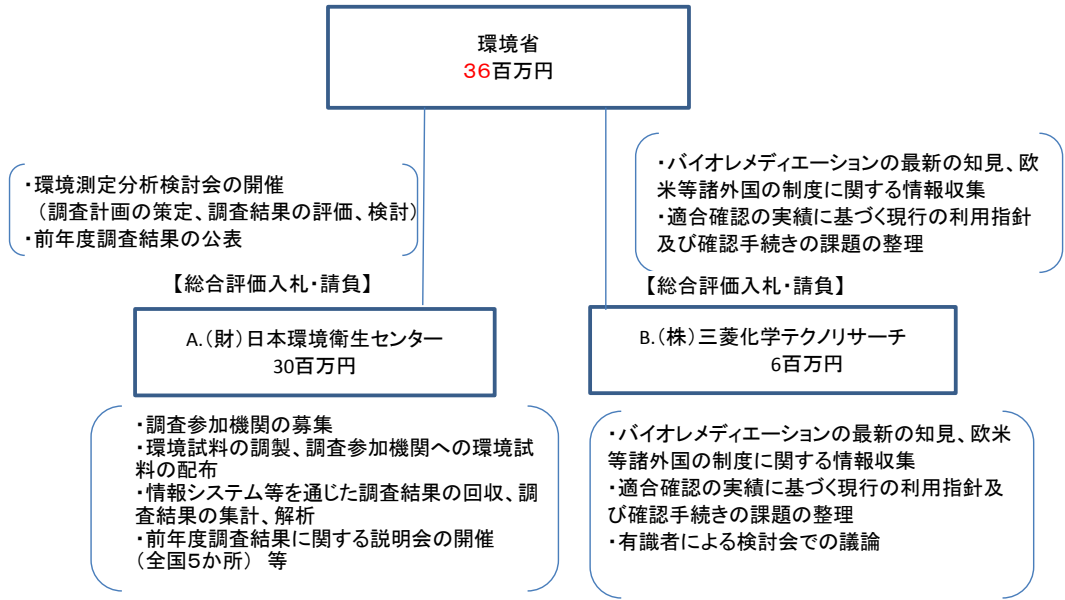 環境省
36百万円
・環境測定分析検討会の開催
（調査計画の策定、調査結果の評価、検討）
・前年度調査結果の公表
・バイオレメディエーションの最新の知見、欧
米等諸外国の制度に関する情報収集
・適合確認の実績に基づく現行の利用指針
及び確認手続きの課題の整理
【総合評価入札・請負】
【総合評価入札・請負】
A.（財）日本環境衛生センター
30百万円
B.（株）三菱化学テクノリサーチ
6百万円
・調査参加機関の募集
・環境試料の調製、調査参加機関への環境試
料の配布
・情報システム等を通じた調査結果の回収、調
査結果の集計、解析
・前年度調査結果に関する説明会の開催
（全国５か所） 等
・バイオレメディエーションの最新の知見、欧米
等諸外国の制度に関する情報収集
・適合確認の実績に基づく現行の利用指針及
び確認手続きの課題の整理
・有識者による検討会での議論